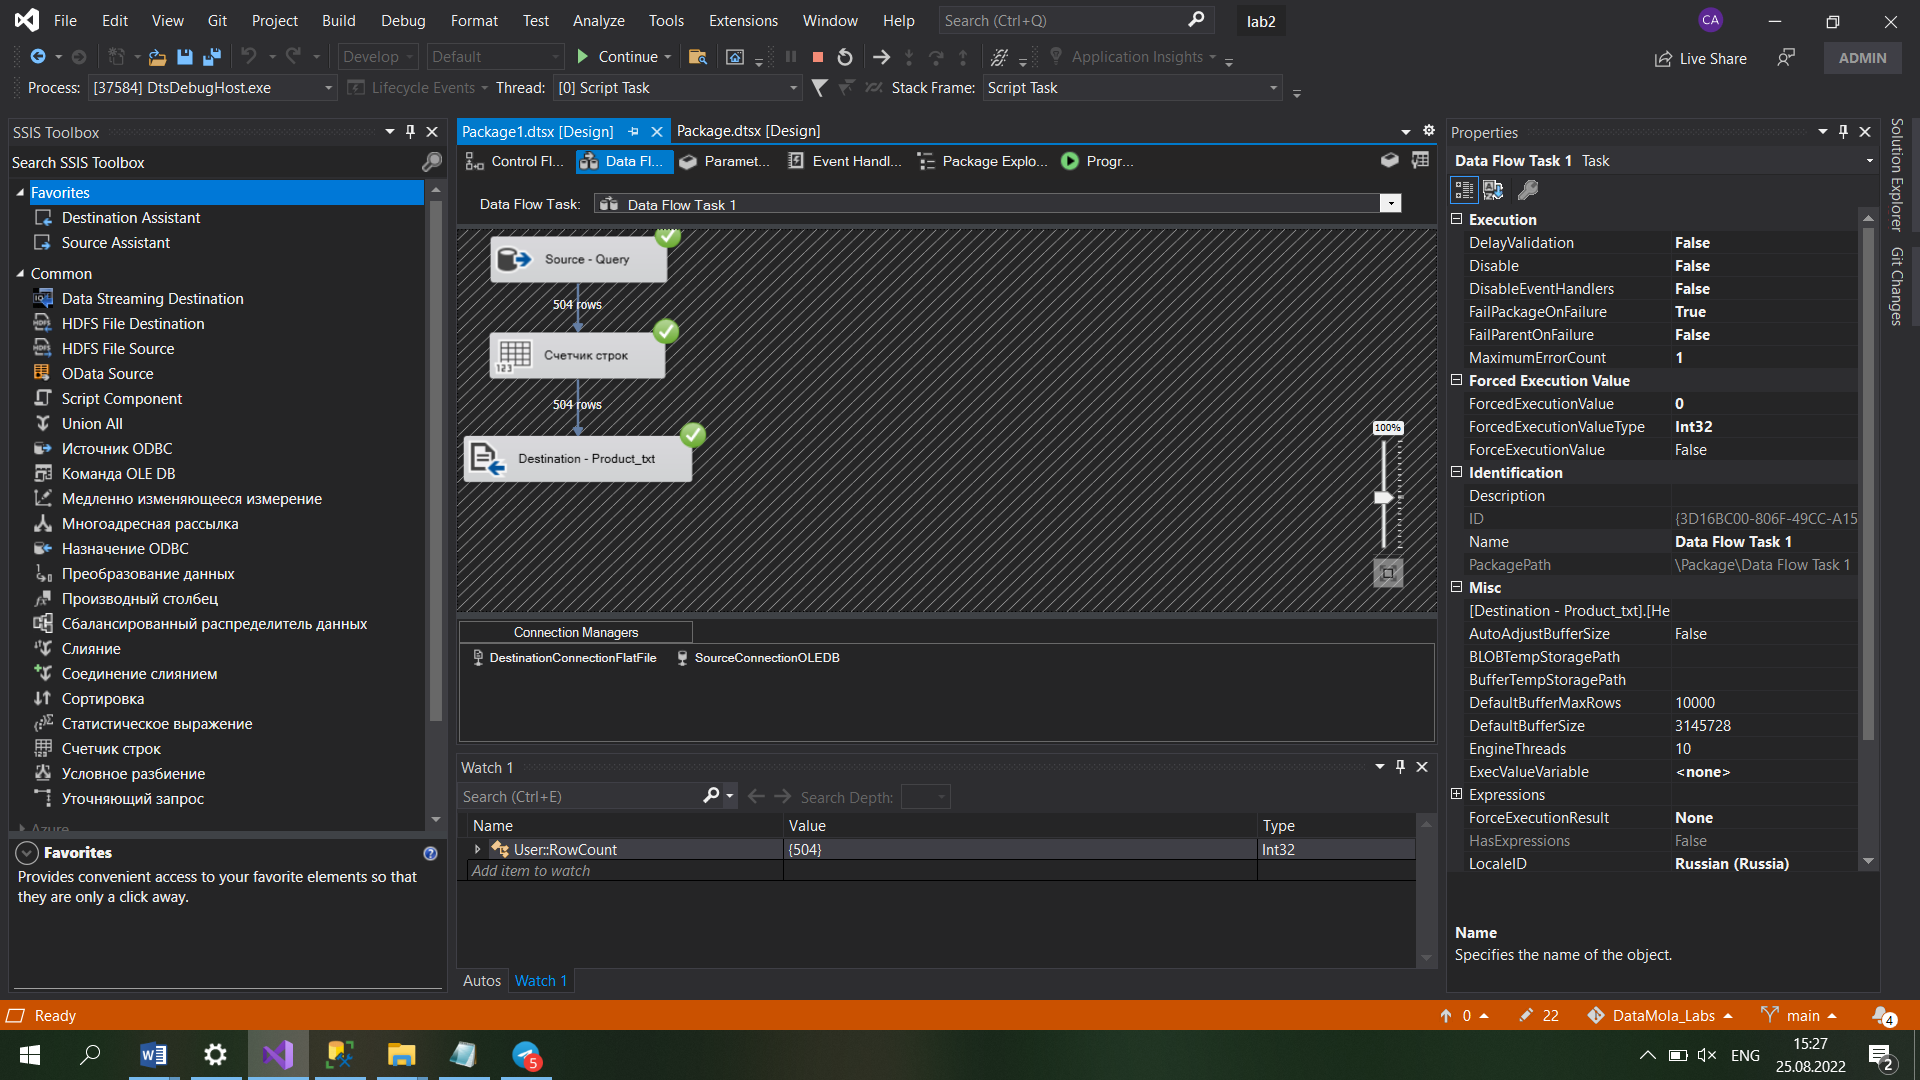 File Edit View Git Project Build Debug Format Test Analyze Tools Extensions Window Help Search (Ctrl+Q) lab2 CA
Develop Default Continue Application Insights Live Share ADMIN
Process: [37584] DtsDebugHost.exe Lifecycle Events Thread: [0] Script Task Stack Frame: Script Task
SSIS Toolbox
Search SSIS Toolbox
Favorites
Destination Assistant
Source Assistant
Common
Data Streaming Destination
HDFS File Destination
HDFS File Source
OData Source
Script Component
Union All
Источник ODBC
Команда OLE DB
Медленно изменяющееся измерение
Многоадресная рассылка
Назначение ODBC
Преобразование данных
Производный столбец
Сбалансированный распределитель данных
Слияние
Соединение слиянием
Сортировка
Статистическое выражение
Счетчик строк
Условное разбиение
Уточняющий запрос
Azure
Favorites
Provides convenient access to your favorite elements so that
they are only a click away.
Package1.dtsx [Design] Package.dtsx [Design]
Control Fl... Data Fl... Paramet... Event Handl... Package Explo... Progr...
Data Flow Task: Data Flow Task 1
Source - Query
504 rows
Счетчик строк
123
504 rows
Destination - Product_txt
100%
Connection Managers
DestinationConnectionFlatFile SourceConnectionOLEDB
Watch 1
Search (Ctrl+E) Search Depth:
Name Value Type
User::RowCount {504} Int32
Add item to watch
Autos Watch 1
Properties
Data Flow Task 1 Task
Execution
DelayValidation False
Disable False
DisableEventHandlers False
FailPackageOnFailure True
FailParentOnFailure False
MaximumErrorCount 1
Forced Execution Value
ForcedExecutionValue 0
ForcedExecutionValueType Int32
ForceExecutionValue False
Identification
Description
ID {3D16BC00-806F-49CC-A15
Name Data Flow Task 1
PackagePath \Package\Data Flow Task 1
Misc
[Destination - Product_txt].[He
AutoAdjustBufferSize False
BLOBTempStoragePath
BufferTempStoragePath
DefaultBufferMaxRows 10000
DefaultBufferSize 3145728
EngineThreads 10
ExecValueVariable <none>
Expressions
ForceExecutionResult None
HasExpressions False
LocaleID Russian (Russia)
Name
Specifies the name of the object.
Solution Explorer
Git Changes
Ready 0 22 DataMola_Labs main 4
5 ENG 15:27
25.08.2022 2